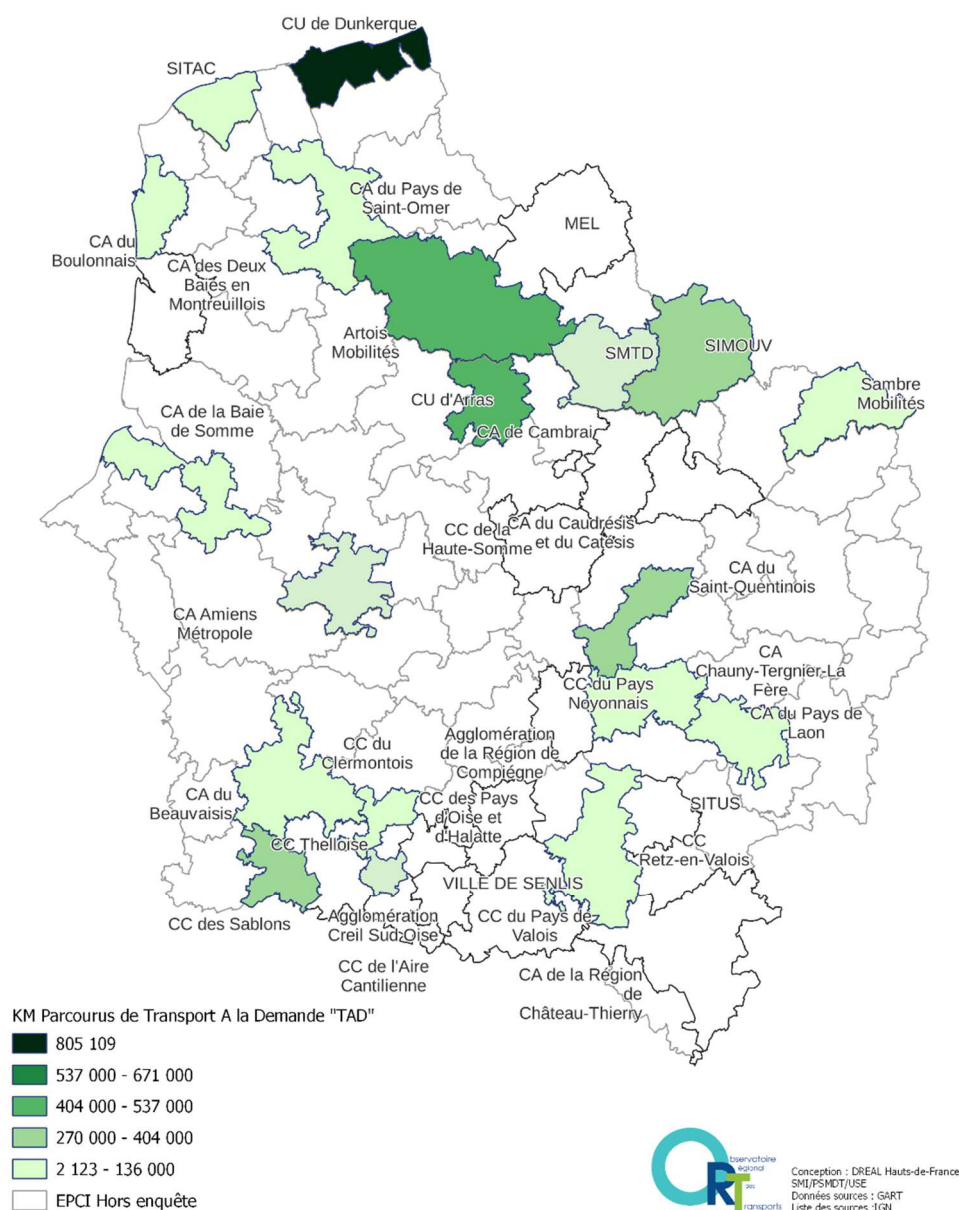 CU de Dunkerque
SITAC
CA du Pays de
Saint-Omer
MEL
CA du
Boulonnais
CA des Deux
Baies en
Montreuillois
Artois
Mobilités
SMTD
SIMOUV
Sambre
Mobilités
CU d'Arras
CA de Cambrai
CA de la Baie
de Somme
CC de la
Haute-Somme
CA du Caudrésis
et du Catésis
CA du
Saint-Quentinois
CA Amiens
Métropole
CA
Chauny-Tergnier-La
Fère
CC du Pays
Noyonnais
CA du Pays de
Laon
CC du
Clermontois
Agglomération
de la Région de
Compiégne
CA du
Beauvaisis
CC des Pays
d'Oise et
d'Halatte
SITUS
CC Thelloise
CC
Retz-en-Valois
VILLE DE SENLIS
CC des Sablons
Agglomération
Creil Sud Oise
CC du Pays de
Valois
CC de l'Aire
Cantilienne
CA de la Région
de
Château-Thierry
KM Parcourus de Transport A la Demande "TAD"
805 109
537 000 - 671 000
404 000 - 537 000
270 000 - 404 000
2 123 - 136 000
EPCI Hors enquête
ORT
bservatoire
égional
des
ransports
Conception : DREAL Hauts-de-France
SMI/PSMDT/USE
Données sources : GART
Liste des sources :IGN